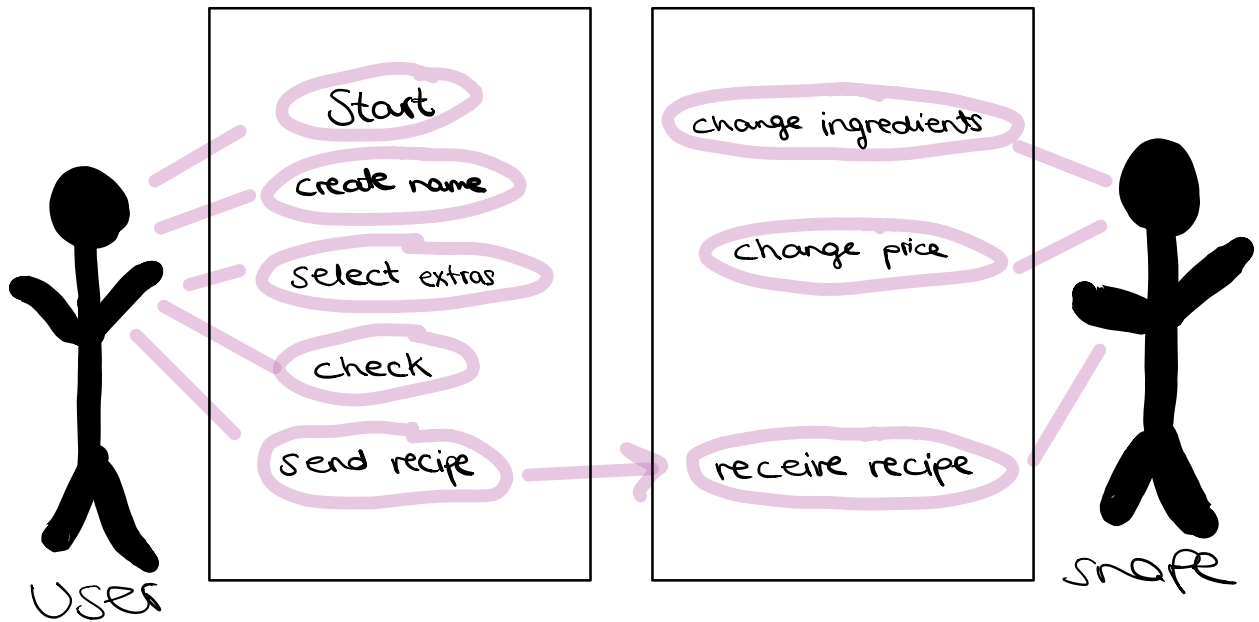 Start
create name
select extras
check
send recipe
change ingredients
change price
receive recipe
user
snape